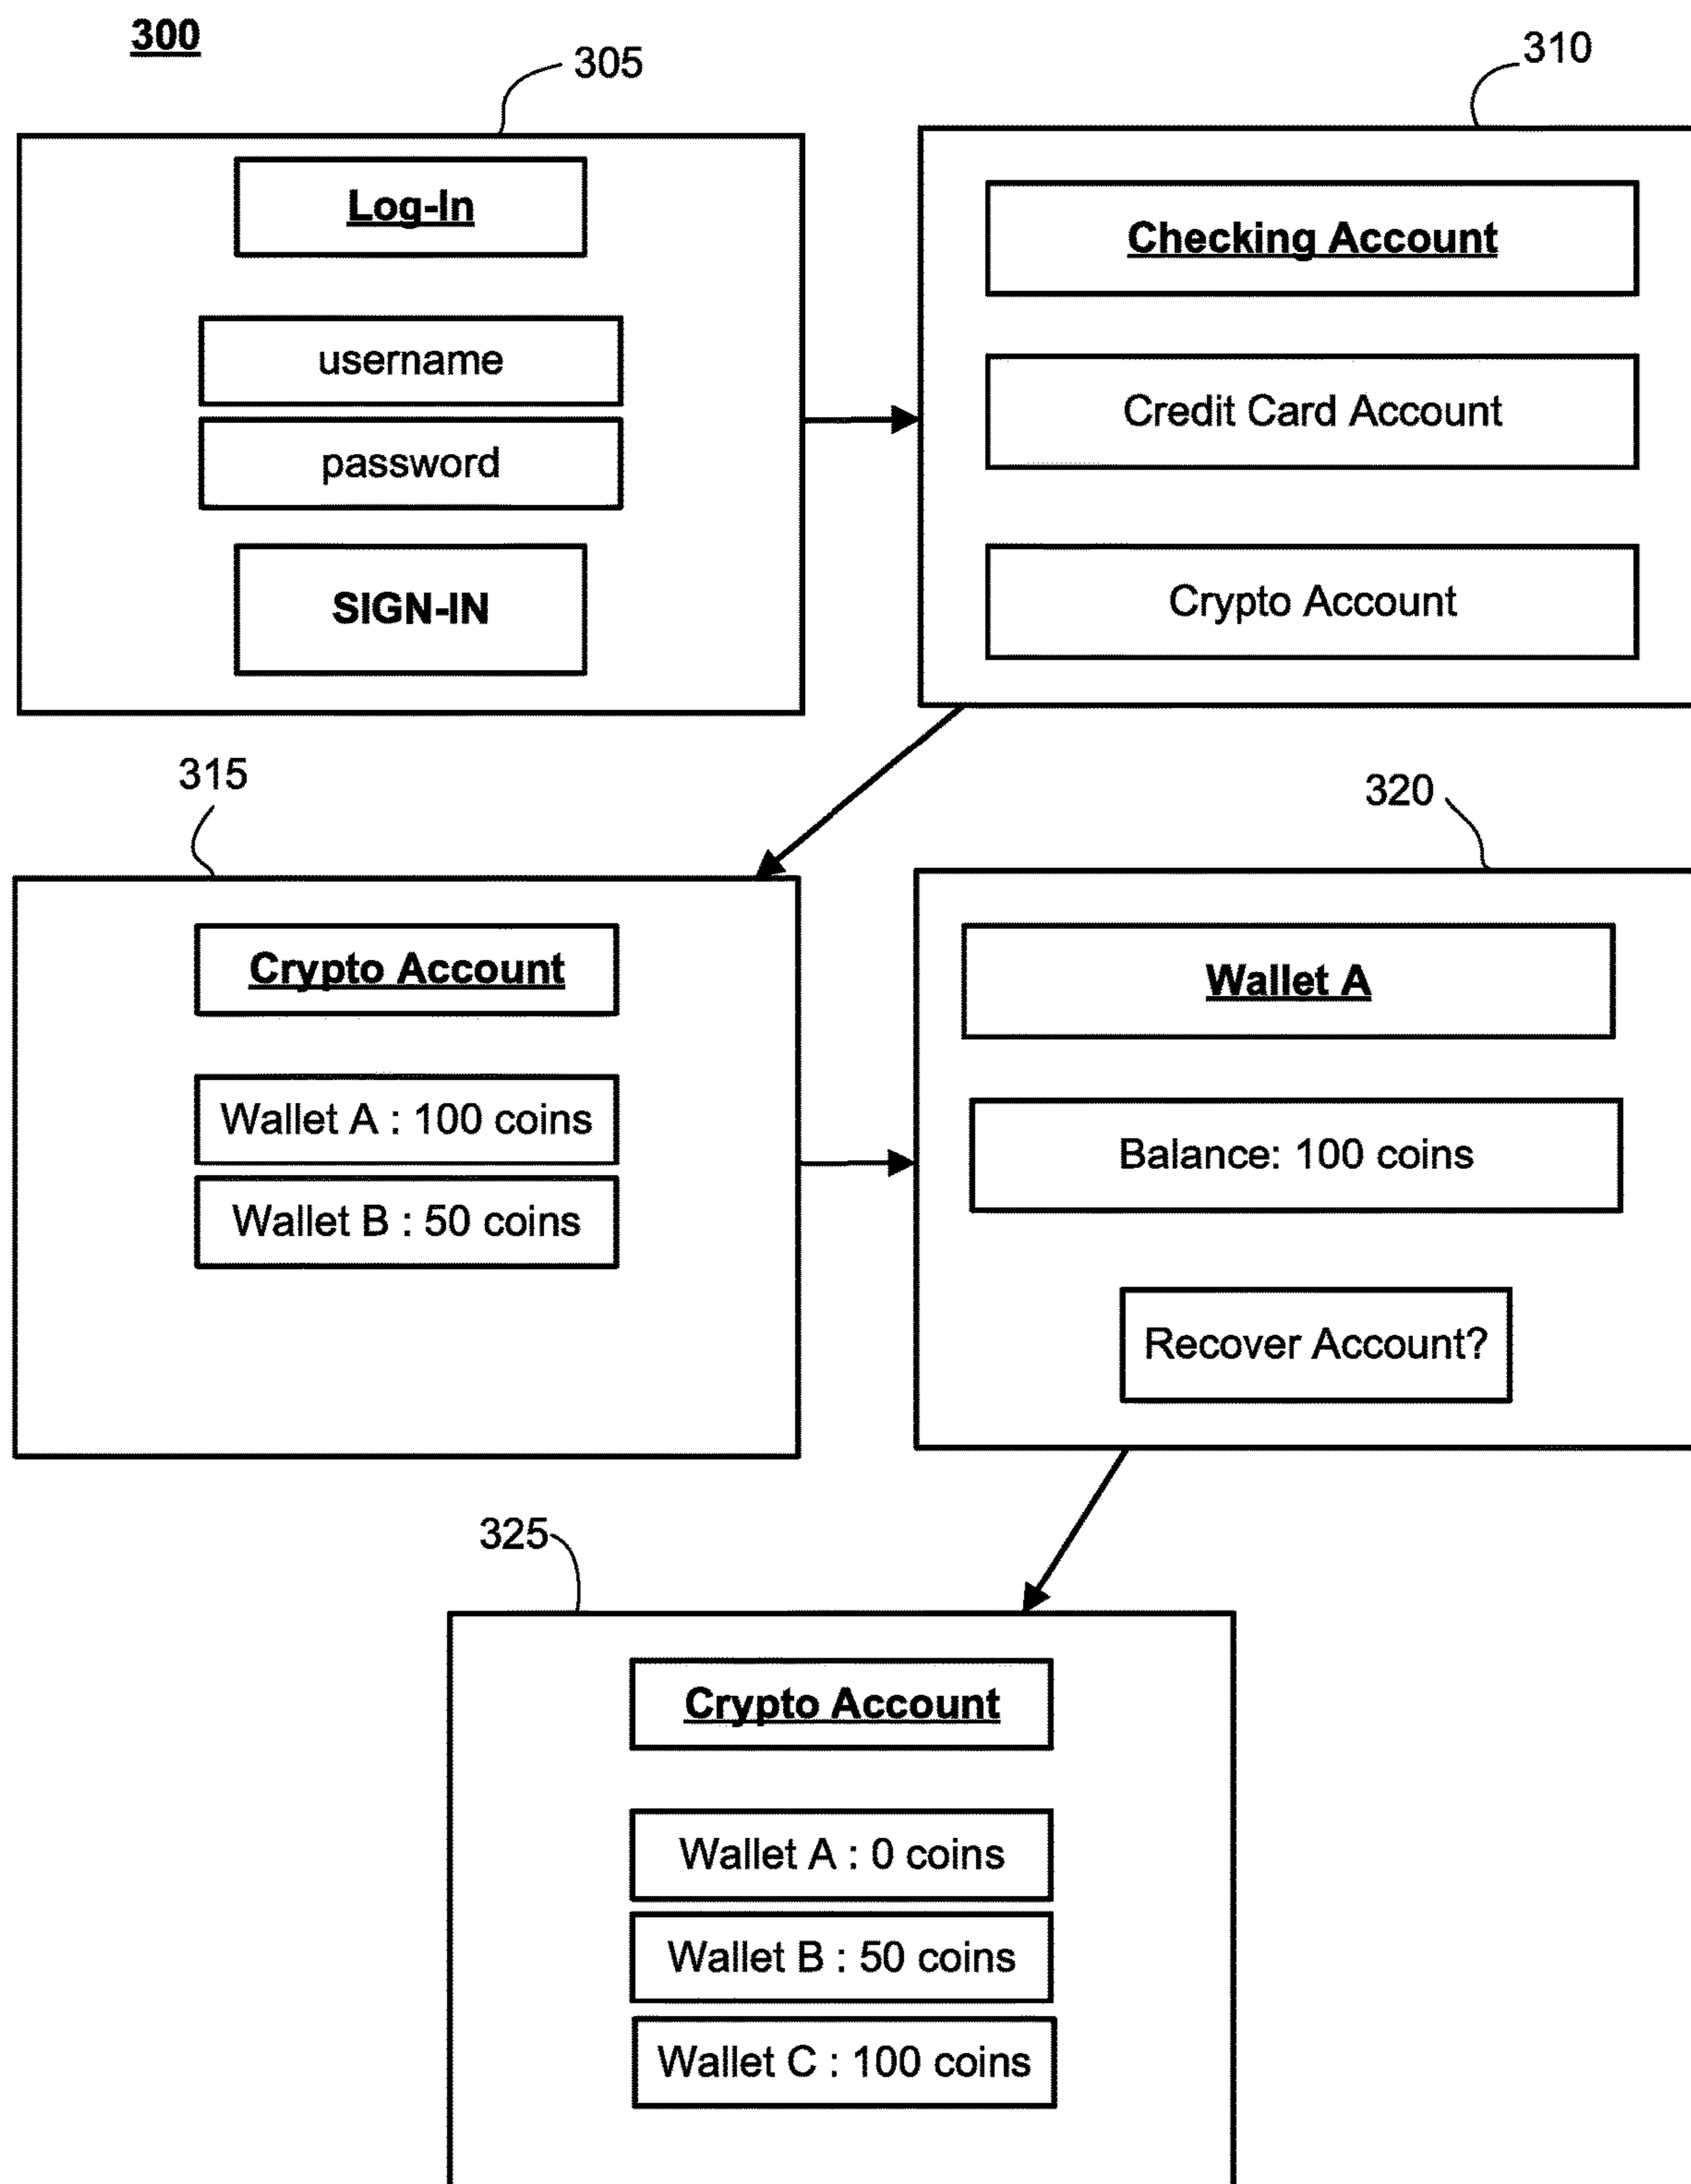 300
305
Log-In
username
password
SIGN-IN
310
Checking Account
Credit Card Account
Crypto Account
315
Crypto Account
Wallet A : 100 coins
Wallet B : 50 coins
320
Wallet A
Balance: 100 coins
Recover Account?
325
Crypto Account
Wallet A : 0 coins
Wallet B : 50 coins
Wallet C : 100 coins